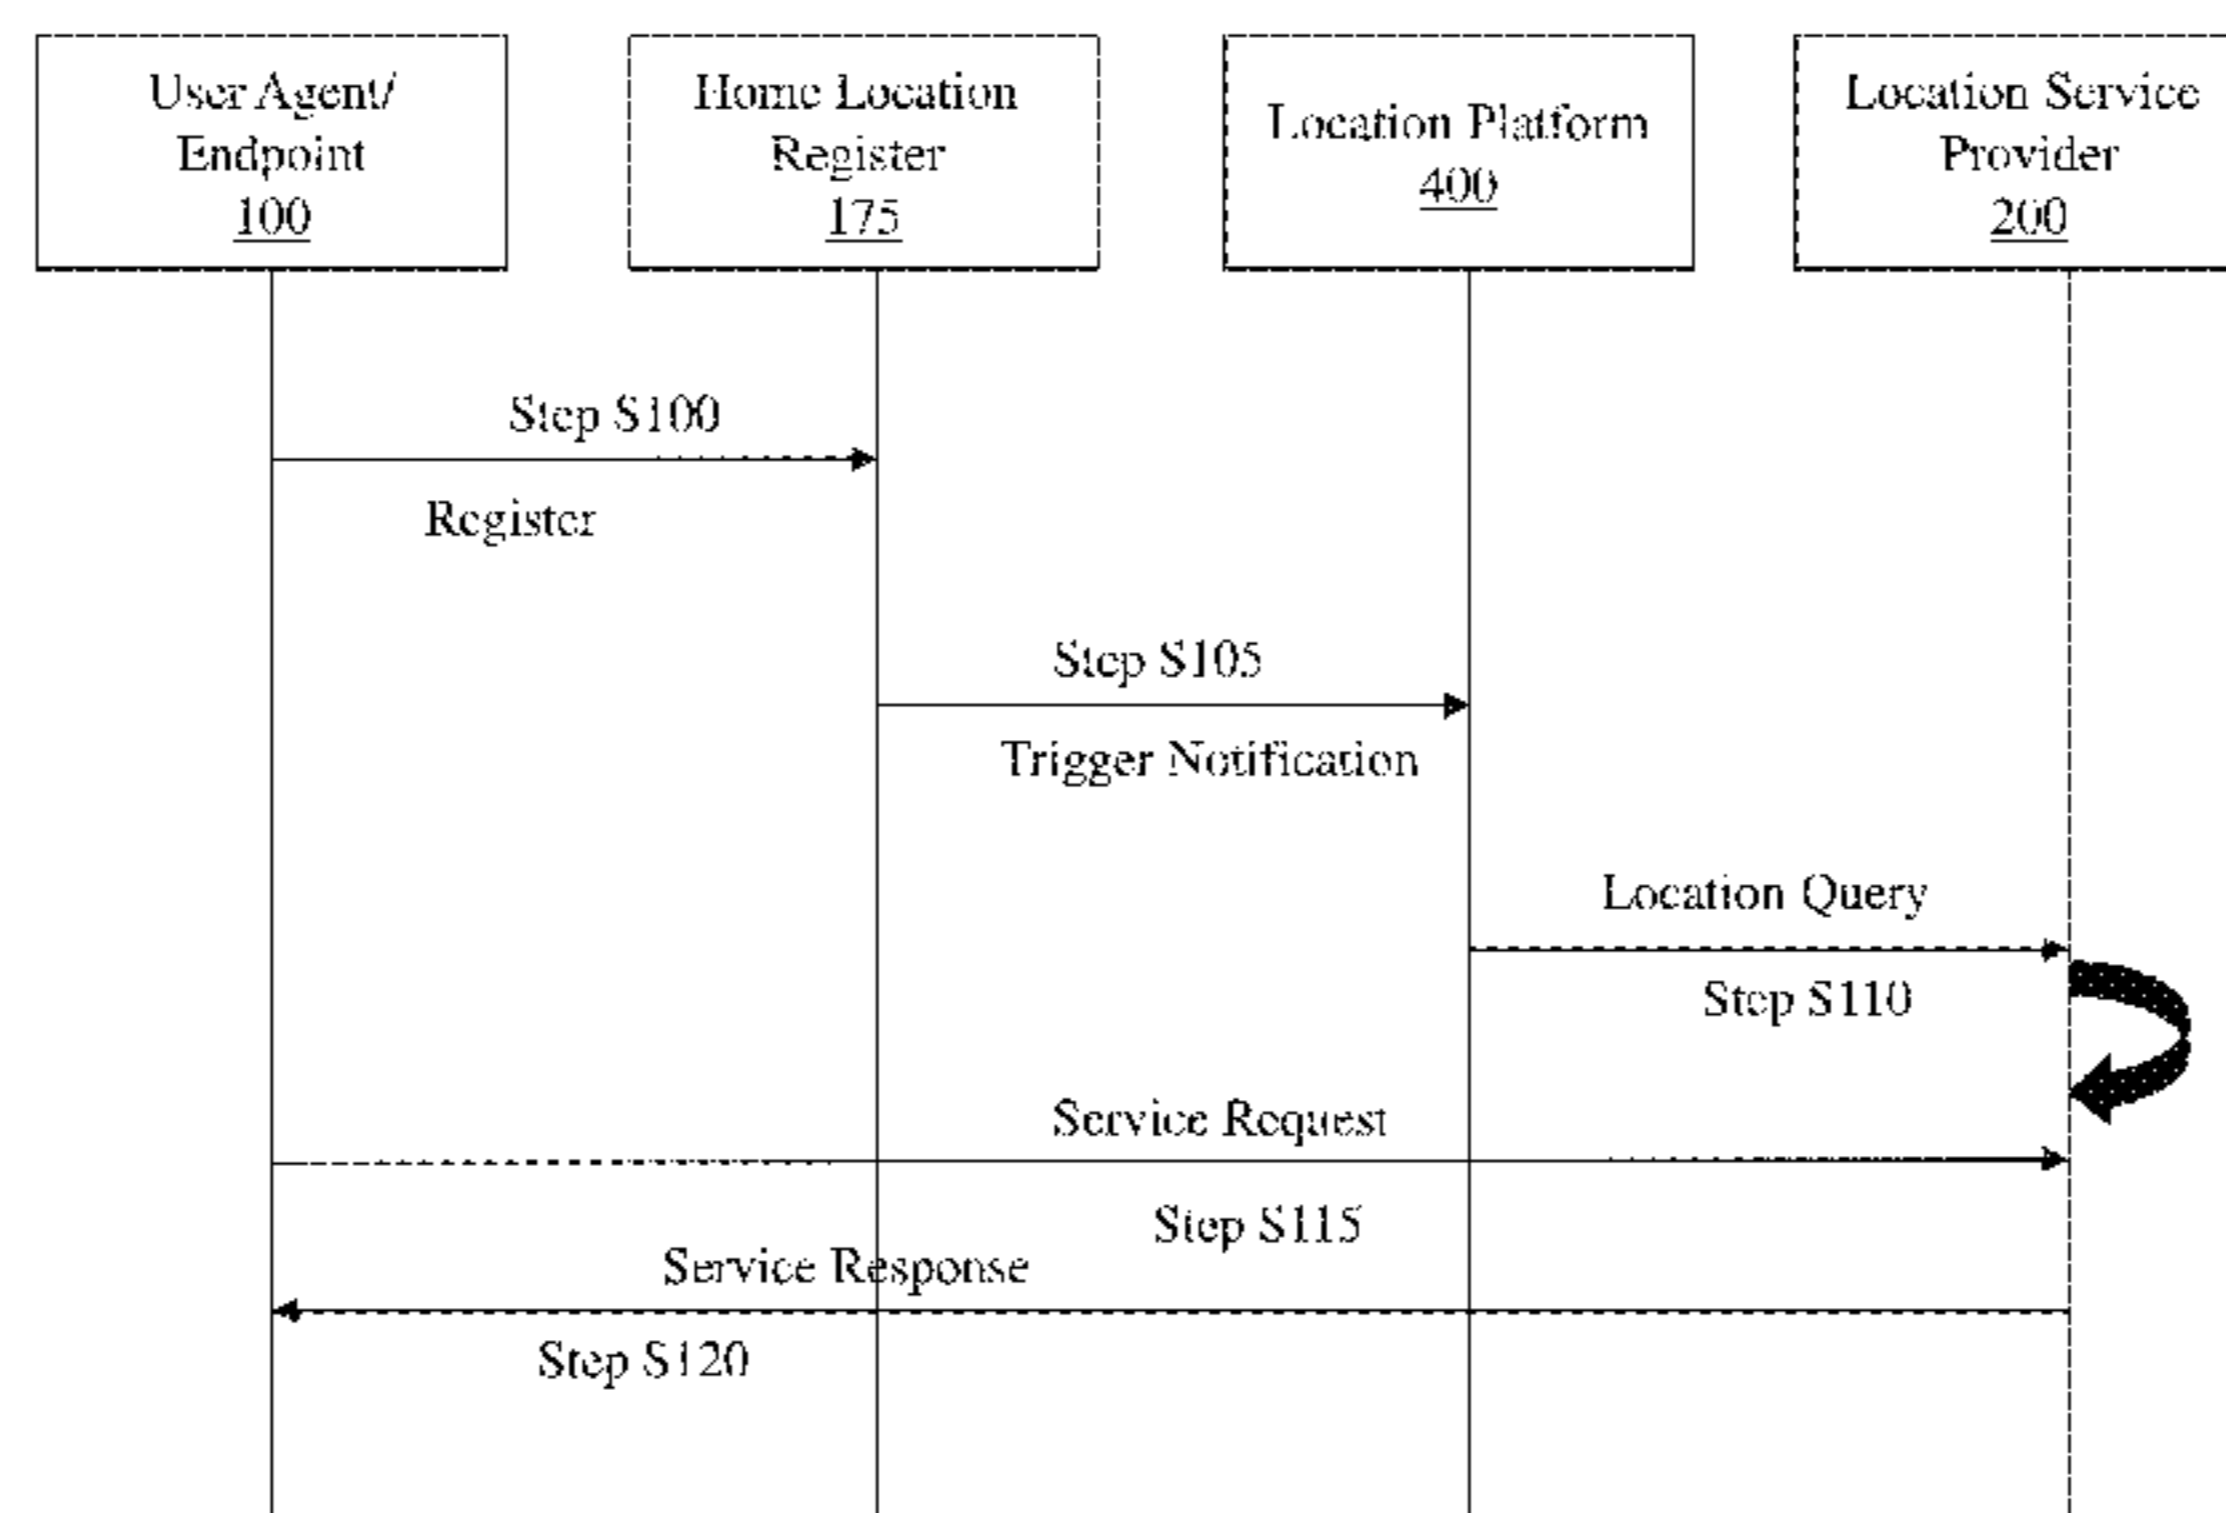 User Agent/
Endpoint
100
Home Location
Register
175
Location Platform
400
Location Service
Provider
200
Step S100
Register
Step S105
Trigger Notification
Location Query
Step S110
Service Request
Step S115
Service Response
Step S120